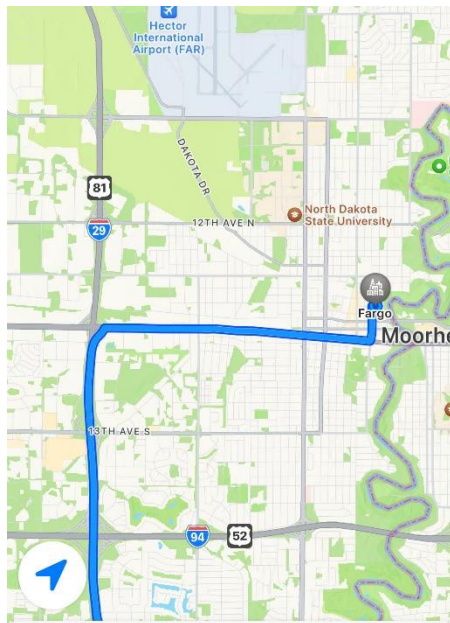 Hector
International
Airport (FAR)
DAKOTA DR
81
29
12TH AVE N
North Dakota
State University
Fargo
Moorhe
13TH AVE S
94
52